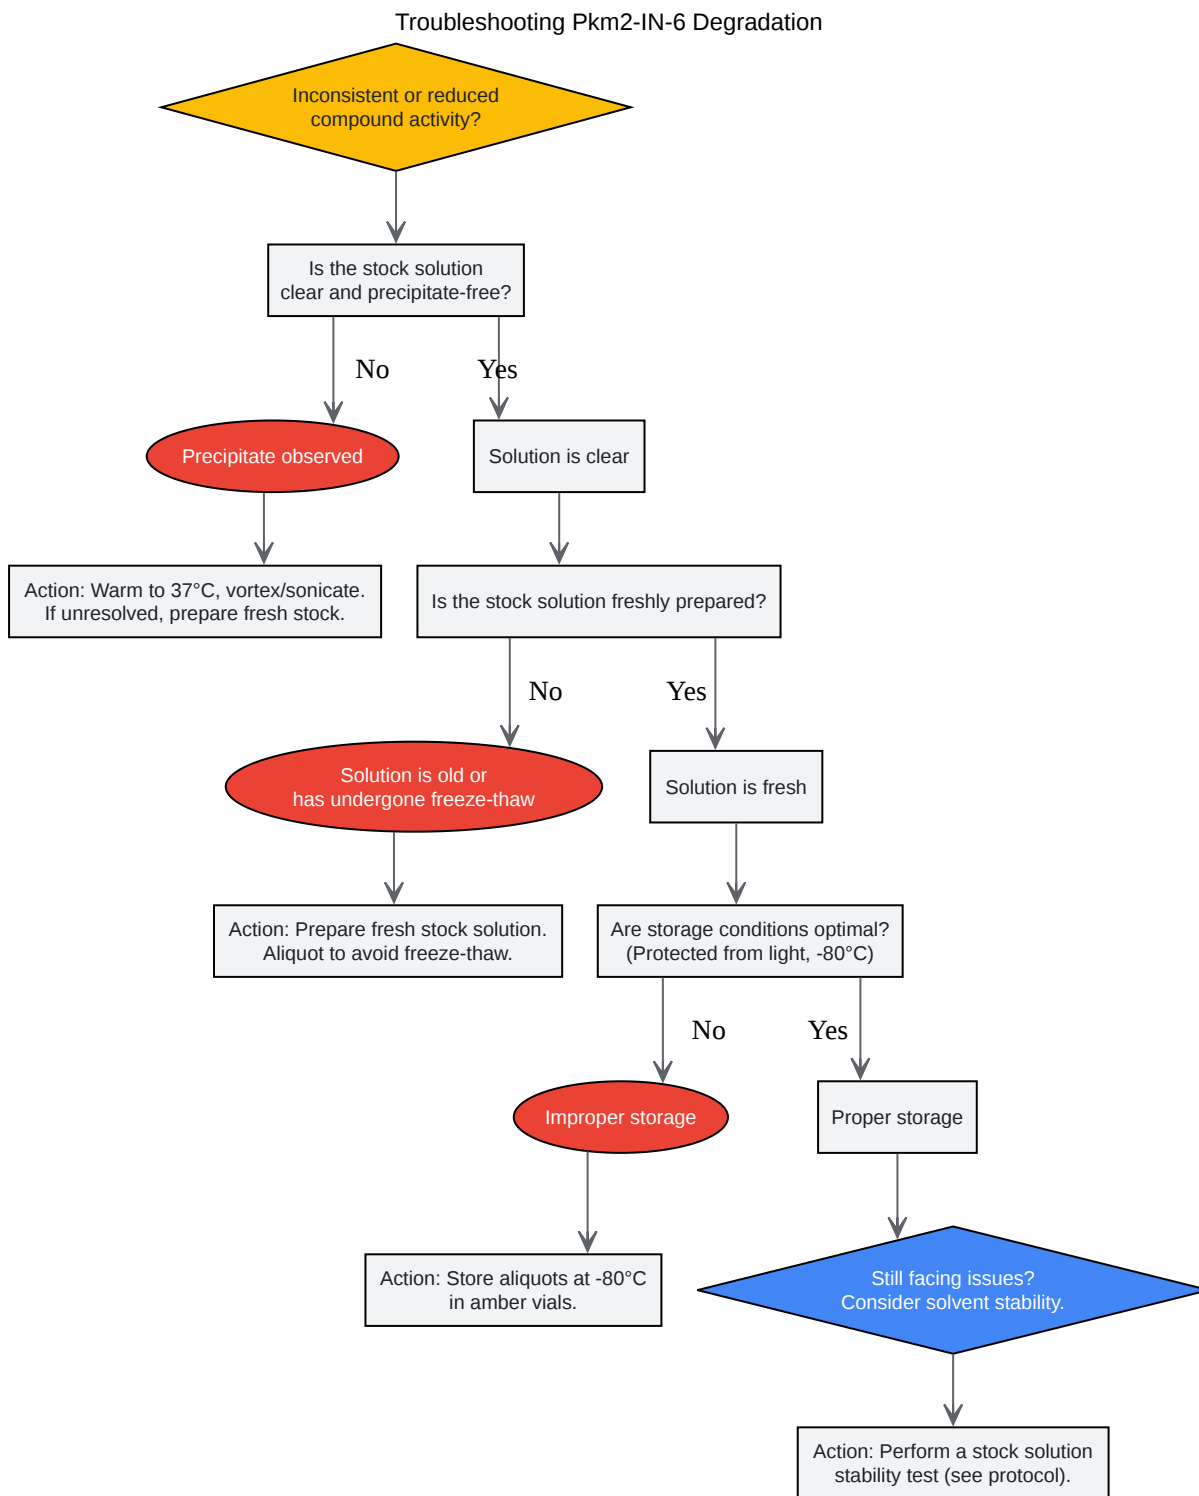 Troubleshooting Pkm2-IN-6 Degradation
Inconsistent or reduced
compound activity?
Is the stock solution
clear and precipitate-free?
No
Yes
Precipitate observed
Solution is clear
Action: Warm to 37°C, vortex/sonicate.
If unresolved, prepare fresh stock.
Is the stock solution freshly prepared?
No
Yes
Solution is old or
has undergone freeze-thaw
Solution is fresh
Action: Prepare fresh stock solution.
Aliquot to avoid freeze-thaw.
Are storage conditions optimal?
(Protected from light, -80°C)
No
Yes
Improper storage
Proper storage
Action: Store aliquots at -80°C
in amber vials.
Still facing issues?
Consider solvent stability.
Action: Perform a stock solution
stability test (see protocol).